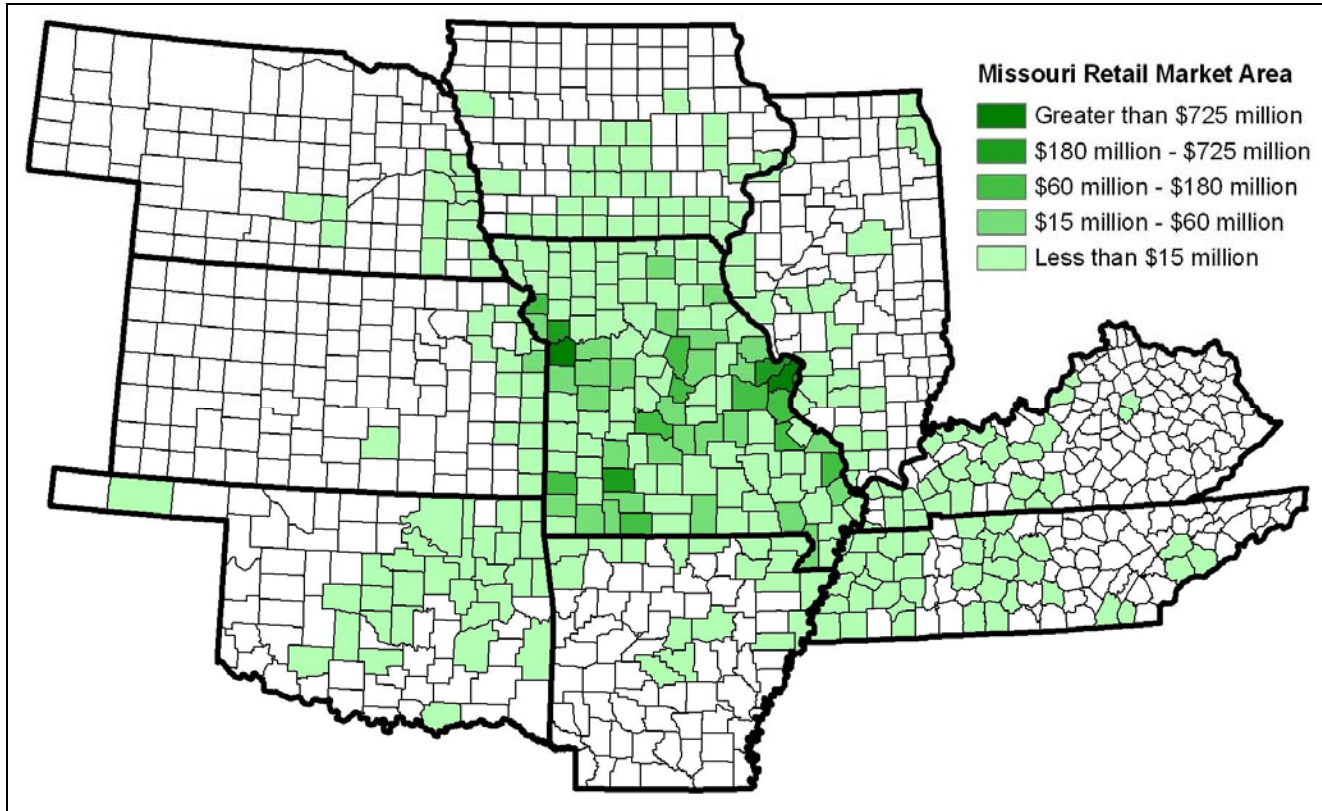 Missouri Retail Market Area
Greater than $725 million
$180 million - $725 million
$60 million - $180 million
$15 million - $60 million
Less than $15 million